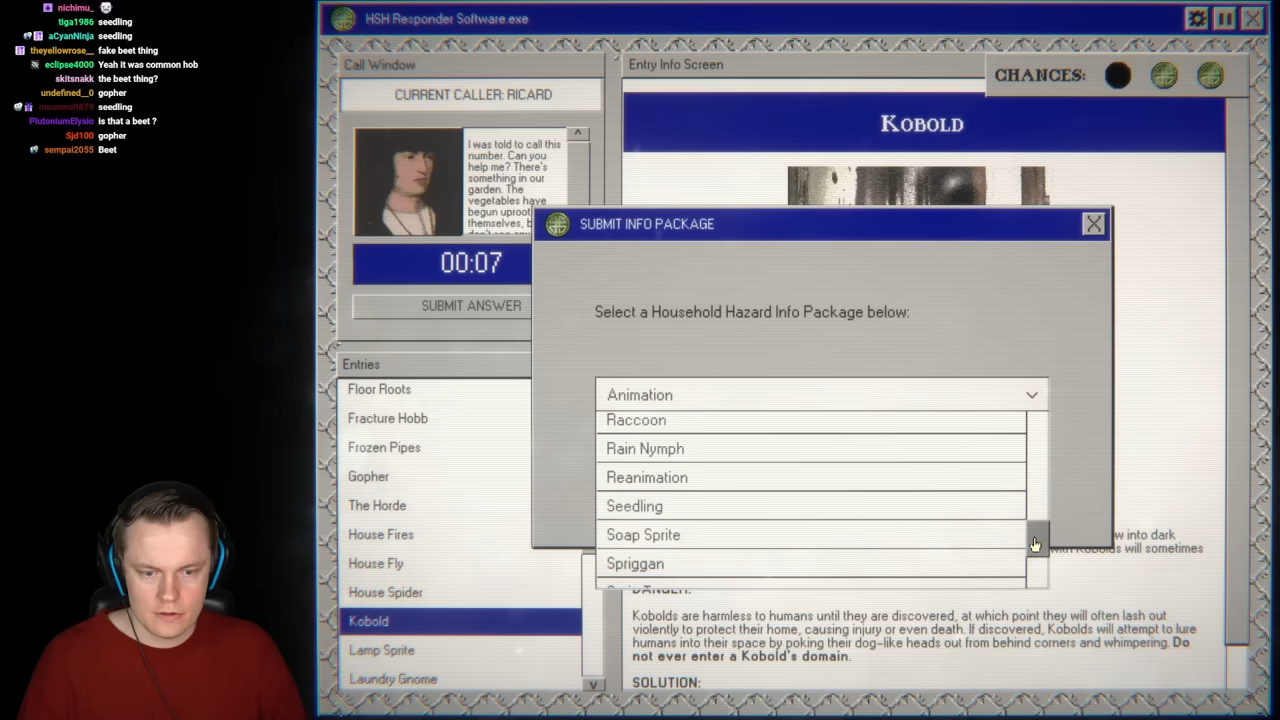 nichimu_
tiga1986 seedling
aCyanNinja seedling
theyellowrose__ fake beet thing
eclipse4000 Yeah it was common hob
skitsnakk the beet thing?
undefined__0 gopher
moonwolf679 seedling
PlutoniumElysio is that a beet ?
Sjd100 gopher
sempai2055 Beet
HSH Responder Software.exe
Call Window
CURRENT CALLER: RICARD
I was told to call this
number. Can you
help me? There's
something in our
garden. The
vegetables have
begun uproot
themselves, b
00:07
SUBMIT ANSWER
Entries
Floor Roots
Fracture Hobb
Frozen Pipes
Gopher
The Horde
House Fires
House Fly
House Spider
Kobold
Lamp Sprite
Laundry Gnome
Entry Info Screen
CHANCES:
KOBOLD
SUBMIT INFO PACKAGE
Select a Household Hazard Info Package below:
Animation
Raccoon
Rain Nymph
Reanimation
Seedling
Soap Sprite
Spriggan
w into dark
with Kobolds will sometimes
DANGER:
Kobolds are harmless to humans until they are discovered, at which point they will often lash out
violently to protect their home, causing injury or even death. If discovered, Kobolds will attempt to lure
humans into their space by poking their dog-like heads out from behind corners and whimpering. Do
not ever enter a Kobold's domain.
SOLUTION: